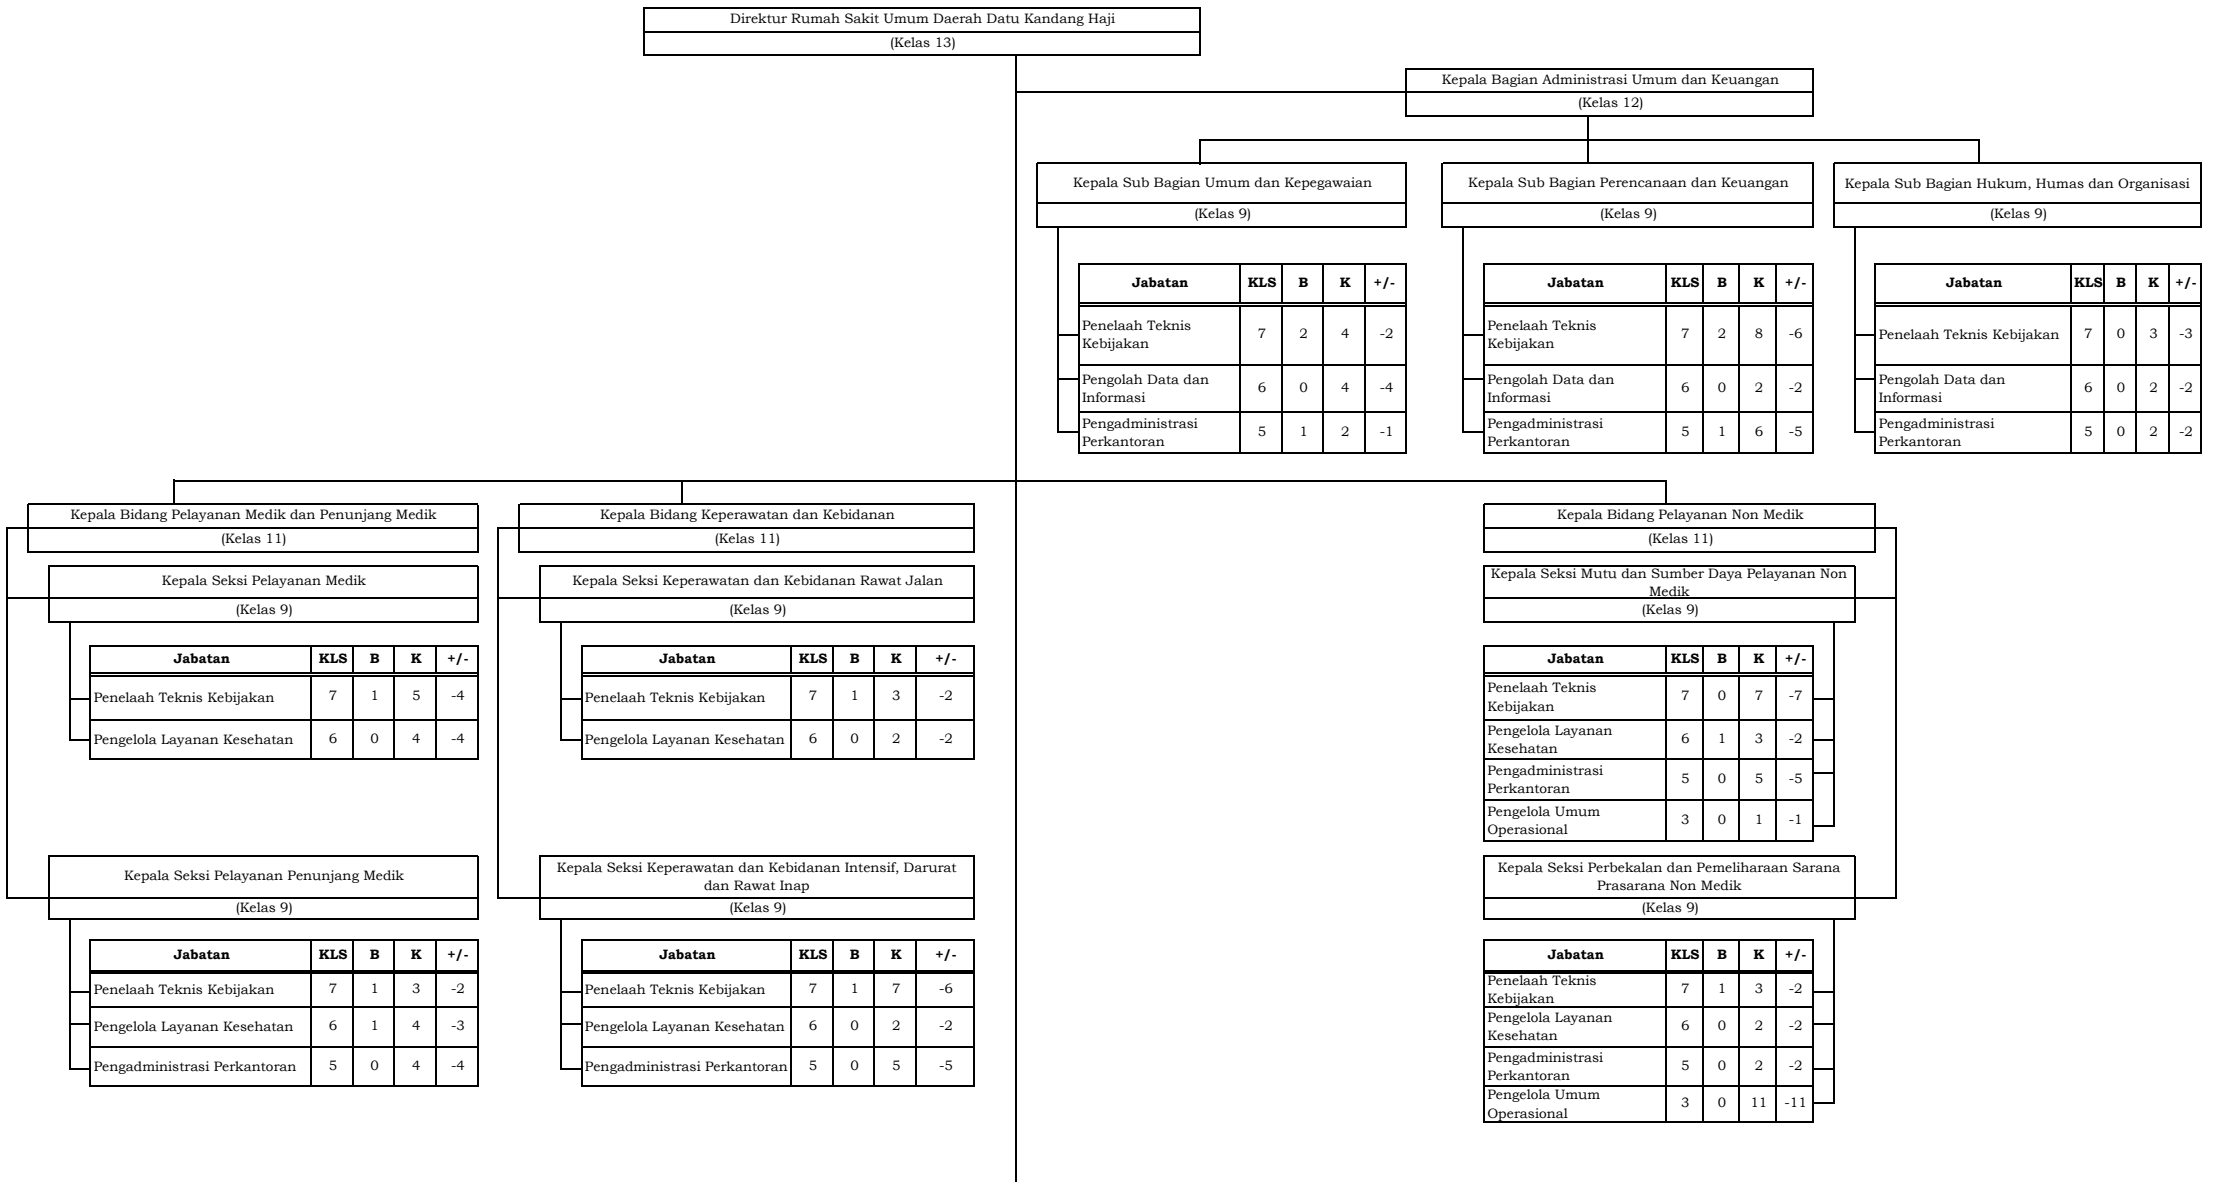 Direktur Rumah Sakit Umum Daerah Datu Kandang Haji
(Kelas 13)
Kepala Bagian Administrasi Umum dan Keuangan
(Kelas 12)
Kepala Sub Bagian Umum dan Kepegawaian
(Kelas 9)
Jabatan KLS B K +/-
Penelaah Teknis
Kebijakan 7 2 4 -2
Pengolah Data dan
Informasi 6 0 4 -4
Pengadministrasi
Perkantoran 5 1 2 -1
Kepala Sub Bagian Perencanaan dan Keuangan
(Kelas 9)
Jabatan KLS B K +/-
Penelaah Teknis
Kebijakan 7 2 8 -6
Pengolah Data dan
Informasi 6 0 2 -2
Pengadministrasi
Perkantoran 5 1 6 -5
Kepala Sub Bagian Hukum, Humas dan Organisasi
(Kelas 9)
Jabatan KLS B K +/-
Penelaah Teknis Kebijakan 7 0 3 -3
Pengolah Data dan
Informasi 6 0 2 -2
Pengadministrasi
Perkantoran 5 0 2 -2
Kepala Bidang Pelayanan Medik dan Penunjang Medik
(Kelas 11)
Kepala Seksi Pelayanan Medik
(Kelas 9)
Jabatan KLS B K +/-
Penelaah Teknis Kebijakan 7 1 5 -4
Pengelola Layanan Kesehatan 6 0 4 -4
Kepala Seksi Pelayanan Penunjang Medik
(Kelas 9)
Jabatan KLS B K +/-
Penelaah Teknis Kebijakan 7 1 3 -2
Pengelola Layanan Kesehatan 6 1 4 -3
Pengadministrasi Perkantoran 5 0 4 -4
Kepala Bidang Keperawatan dan Kebidanan
(Kelas 11)
Kepala Seksi Keperawatan dan Kebidanan Rawat Jalan
(Kelas 9)
Jabatan KLS B K +/-
Penelaah Teknis Kebijakan 7 1 3 -2
Pengelola Layanan Kesehatan 6 0 2 -2
Kepala Seksi Keperawatan dan Kebidanan Intensif, Darurat
dan Rawat Inap
(Kelas 9)
Jabatan KLS B K +/-
Penelaah Teknis Kebijakan 7 1 7 -6
Pengelola Layanan Kesehatan 6 0 2 -2
Pengadministrasi Perkantoran 5 0 5 -5
Kepala Bidang Pelayanan Non Medik
(Kelas 11)
Kepala Seksi Mutu dan Sumber Daya Pelayanan Non
Medik
(Kelas 9)
Jabatan KLS B K +/-
Penelaah Teknis
Kebijakan 7 0 7 -7
Pengelola Layanan
Kesehatan 6 1 3 -2
Pengadministrasi
Perkantoran 5 0 5 -5
Pengelola Umum
Operasional 3 0 1 -1
Kepala Seksi Perbekalan dan Pemeliharaan Sarana
Prasarana Non Medik
(Kelas 9)
Jabatan KLS B K +/-
Penelaah Teknis
Kebijakan 7 1 3 -2
Pengelola Layanan
Kesehatan 6 0 2 -2
Pengadministrasi
Perkantoran 5 0 2 -2
Pengelola Umum
Operasional 3 0 11 -11